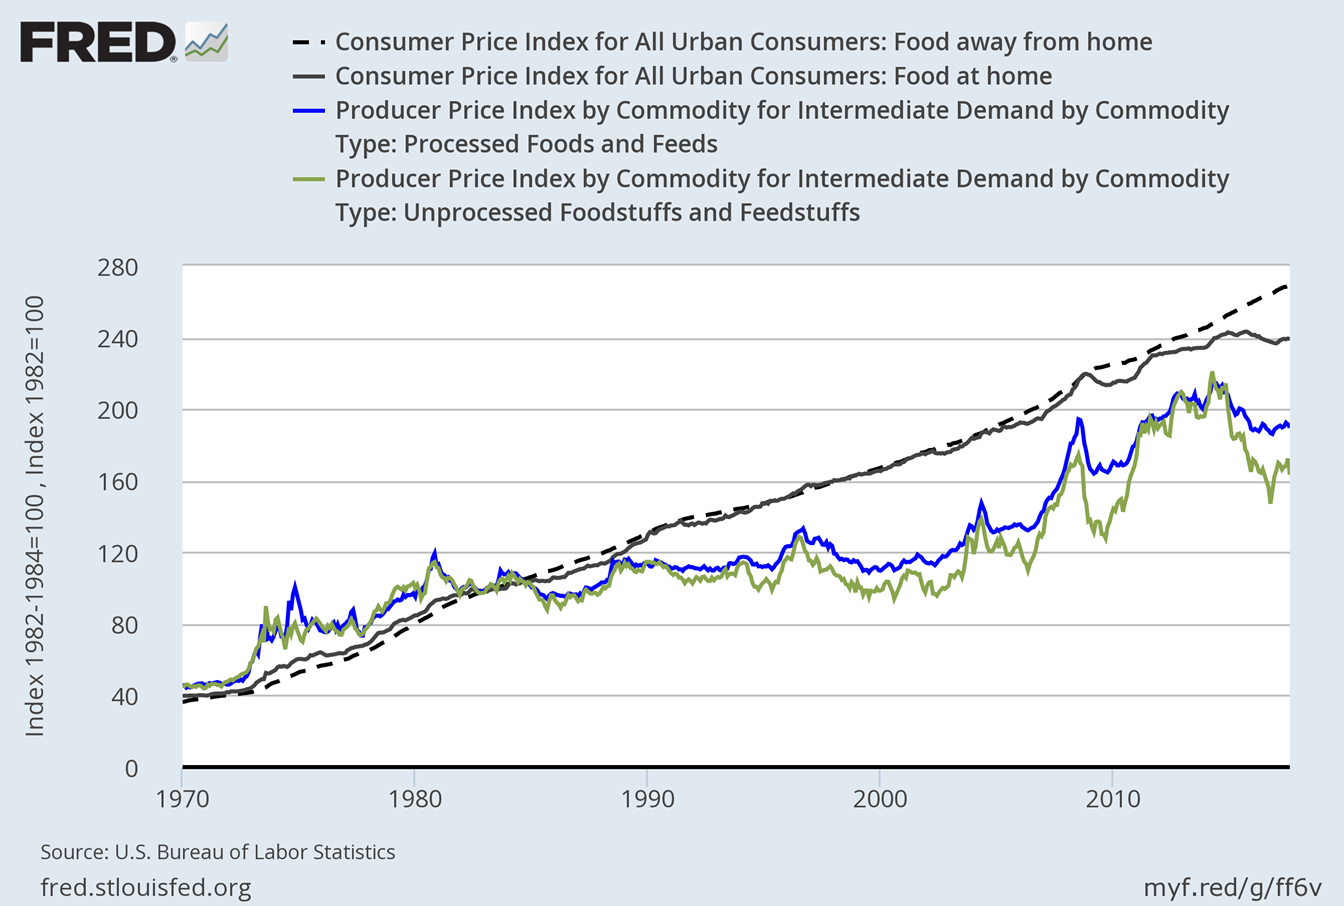 FRED®
Consumer Price Index for All Urban Consumers: Food away from home
Consumer Price Index for All Urban Consumers: Food at home
Producer Price Index by Commodity for Intermediate Demand by Commodity
Type: Processed Foods and Feeds
Producer Price Index by Commodity for Intermediate Demand by Commodity
Type: Unprocessed Foodstuffs and Feedstuffs
Index 1982-1984=100 , Index 1982=100
280
240
200
160
120
80
40
0
1970
1980
1990
2000
2010
Source: U.S. Bureau of Labor Statistics
fred.stlouisfed.org
myf.red/g/ff6v